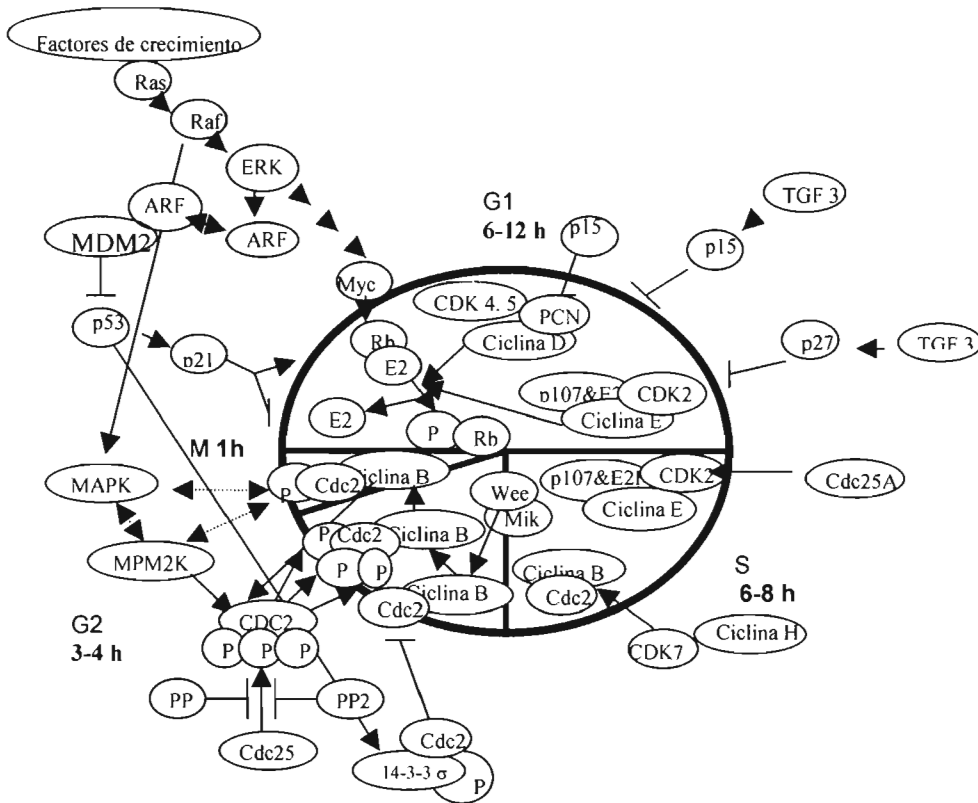 Factores de crecimiento
Ras
Raf
ERK
ARF
ARF
MDM2
p53
p21
Myc
G1
6-12 h
p15
TGF 3
p15
p27
TGF 3
CDK 4. 5
PCN
Ciclina D
Rb
E2
E2
P
Rb
p107&E2
CDK2
Ciclina E
M 1h
MAPK
MPM2K
P
Cdc2
Ciclina B
Wee
Mik
p107&E2F
CDK2
Ciclina E
Cdc25A
P
Cdc2
Ciclina B
P
P
Ciclina B
Cdc2
Ciclina B
Cdc2
S
6-8 h
CDK7
Ciclina H
G2
3-4 h
CDC2
P
P
P
PP
PP2
Cdc25
Cdc2
14-3-3 σ
P